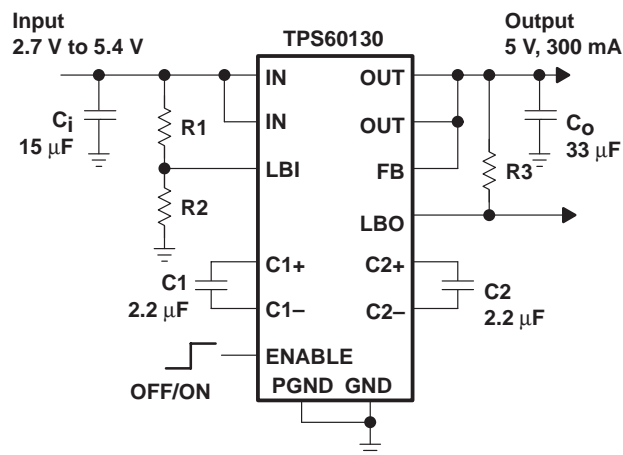 Input
2.7 V to 5.4 V
TPS60130
Output
5 V, 300 mA
IN
OUT
Ci
15 μF
R1
IN
OUT
Co
33 μF
LBI
FB
R3
R2
LBO
C1
2.2 μF
C1+
C2+
C1–
C2–
C2
2.2 μF
ENABLE
OFF/ON
PGND GND